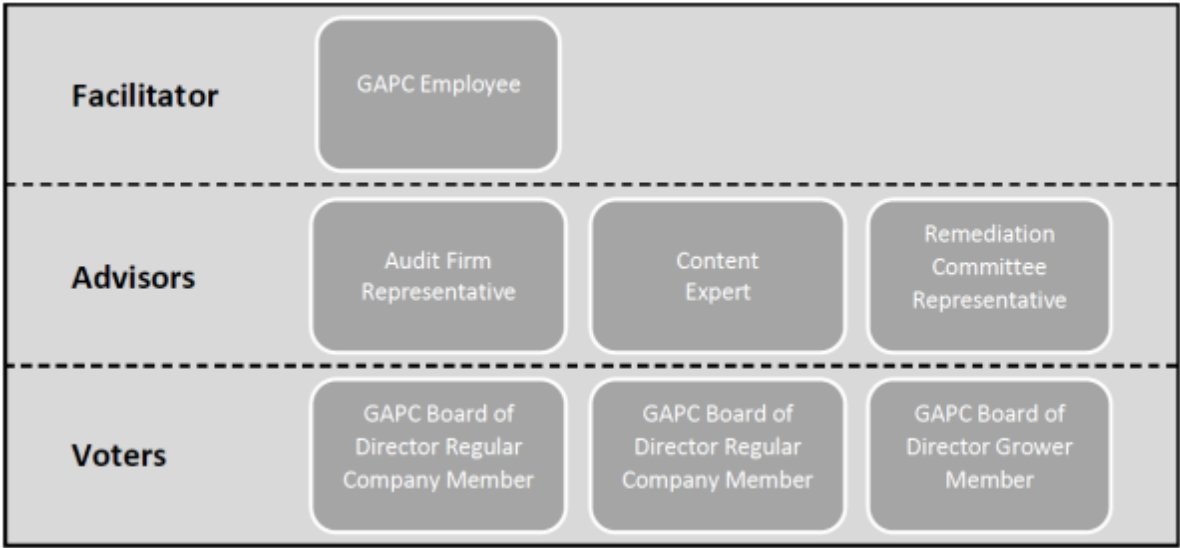 Facilitator
GAPC Employee
Advisors
Audit Firm
Representative
Content
Expert
Remediation
Committee
Representative
Voters
GAPC Board of
Director Regular
Company Member
GAPC Board of
Director Regular
Company Member
GAPC Board of
Director Grower
Member